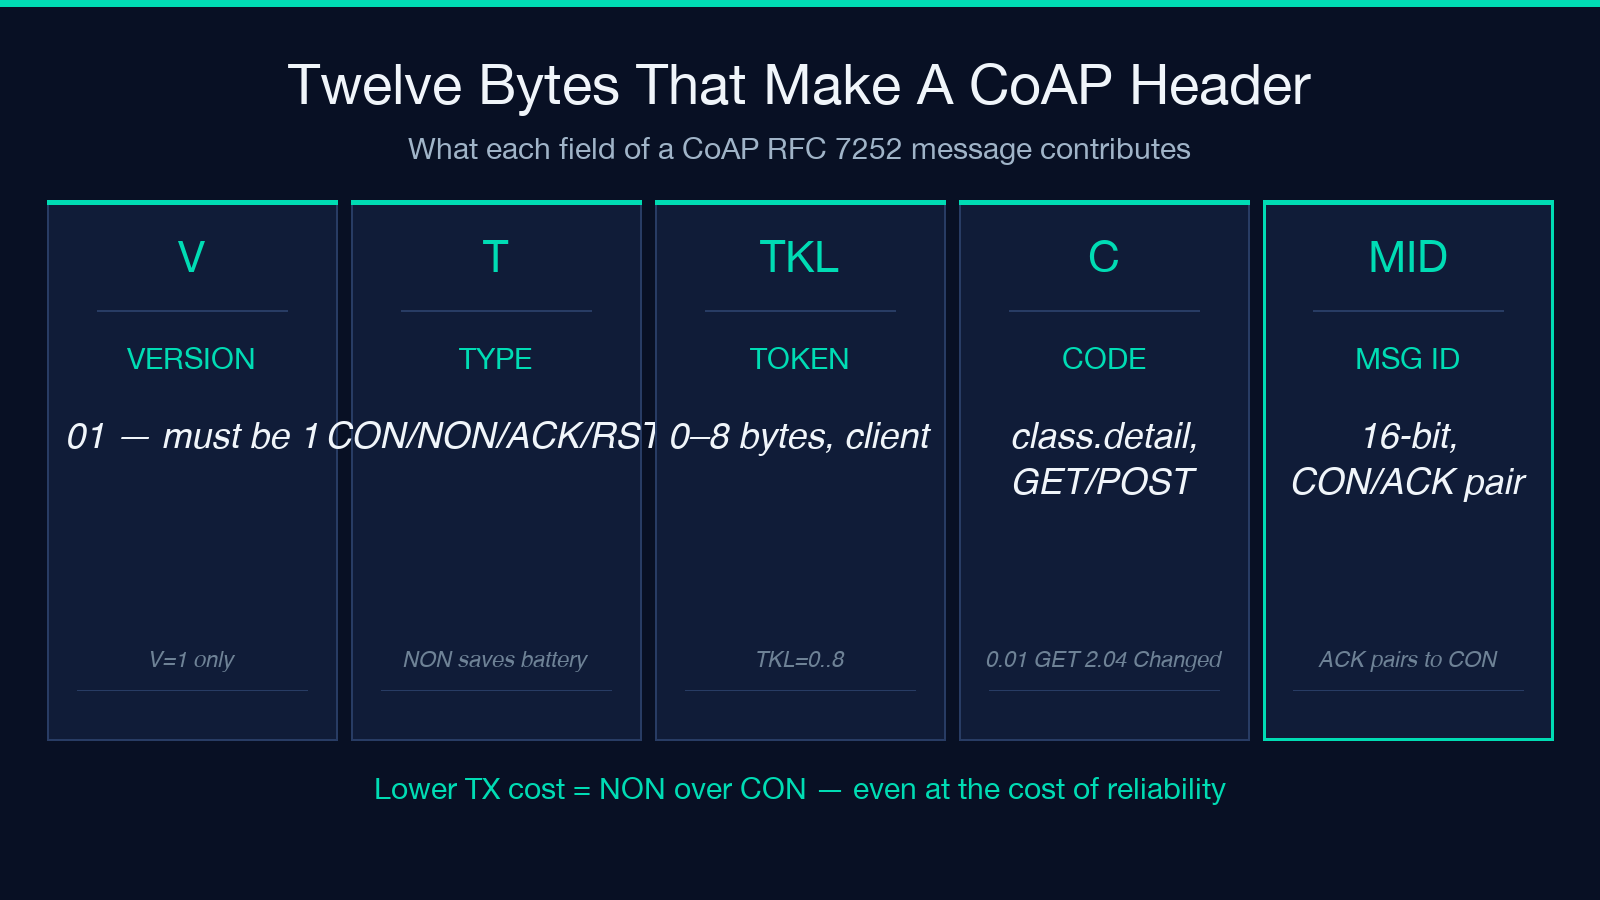 Twelve Bytes That Make A CoAP Header
What each field of a CoAP RFC 7252 message contributes
V
VERSION
01 — must be 1
V=1 only
T
TYPE
CON/NON/ACK/RST
NON saves battery
TKL
TOKEN
0–8 bytes, client
TKL=0..8
C
CODE
class.detail,
GET/POST
0.01 GET 2.04 Changed
MID
MSG ID
16-bit,
CON/ACK pair
ACK pairs to CON
Lower TX cost = NON over CON — even at the cost of reliability